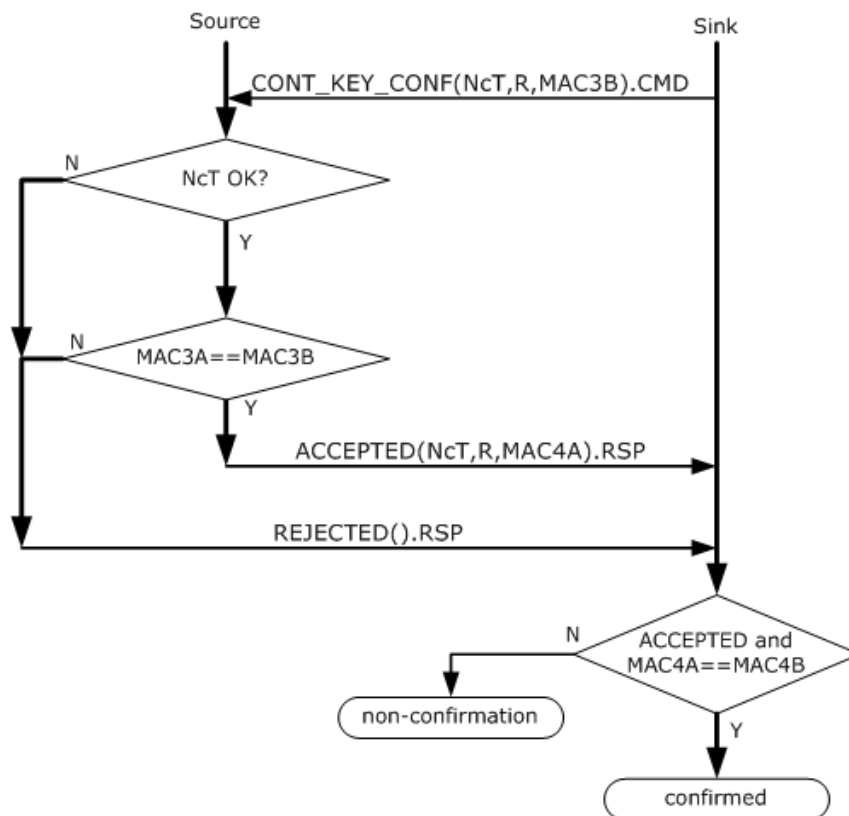 Source
Sink
CONT_KEY_CONF(NcT,R,MAC3B).CMD
N
NcT OK?
Y
N
MAC3A==MAC3B
Y
ACCEPTED(NcT,R,MAC4A).RSP
REJECTED().RSP
N
ACCEPTED and
MAC4A==MAC4B
non-confirmation
Y
confirmed